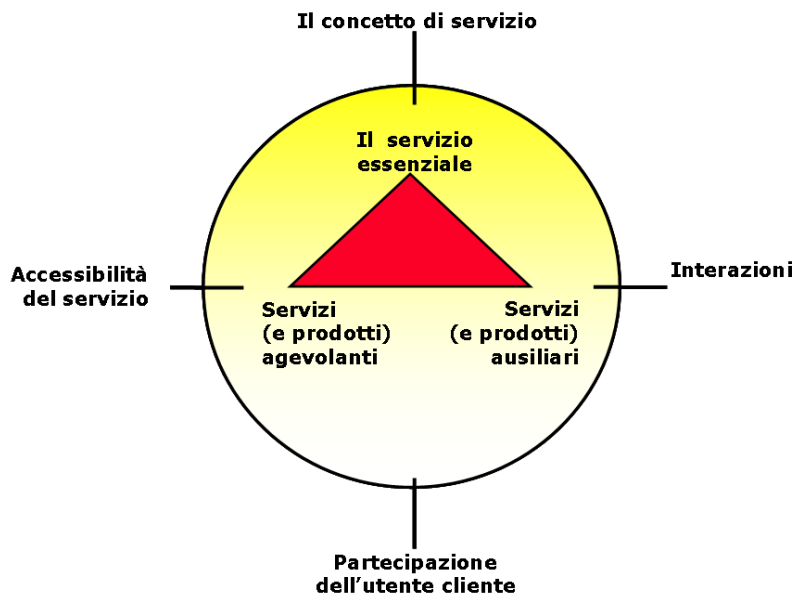 Il concetto di servizio
Il servizio
essenziale
Accessibilità
del servizio
Interazioni
Servizi
(e prodotti)
agevolanti
Servizi
(e prodotti)
ausiliari
Partecipazione
dell'utente cliente